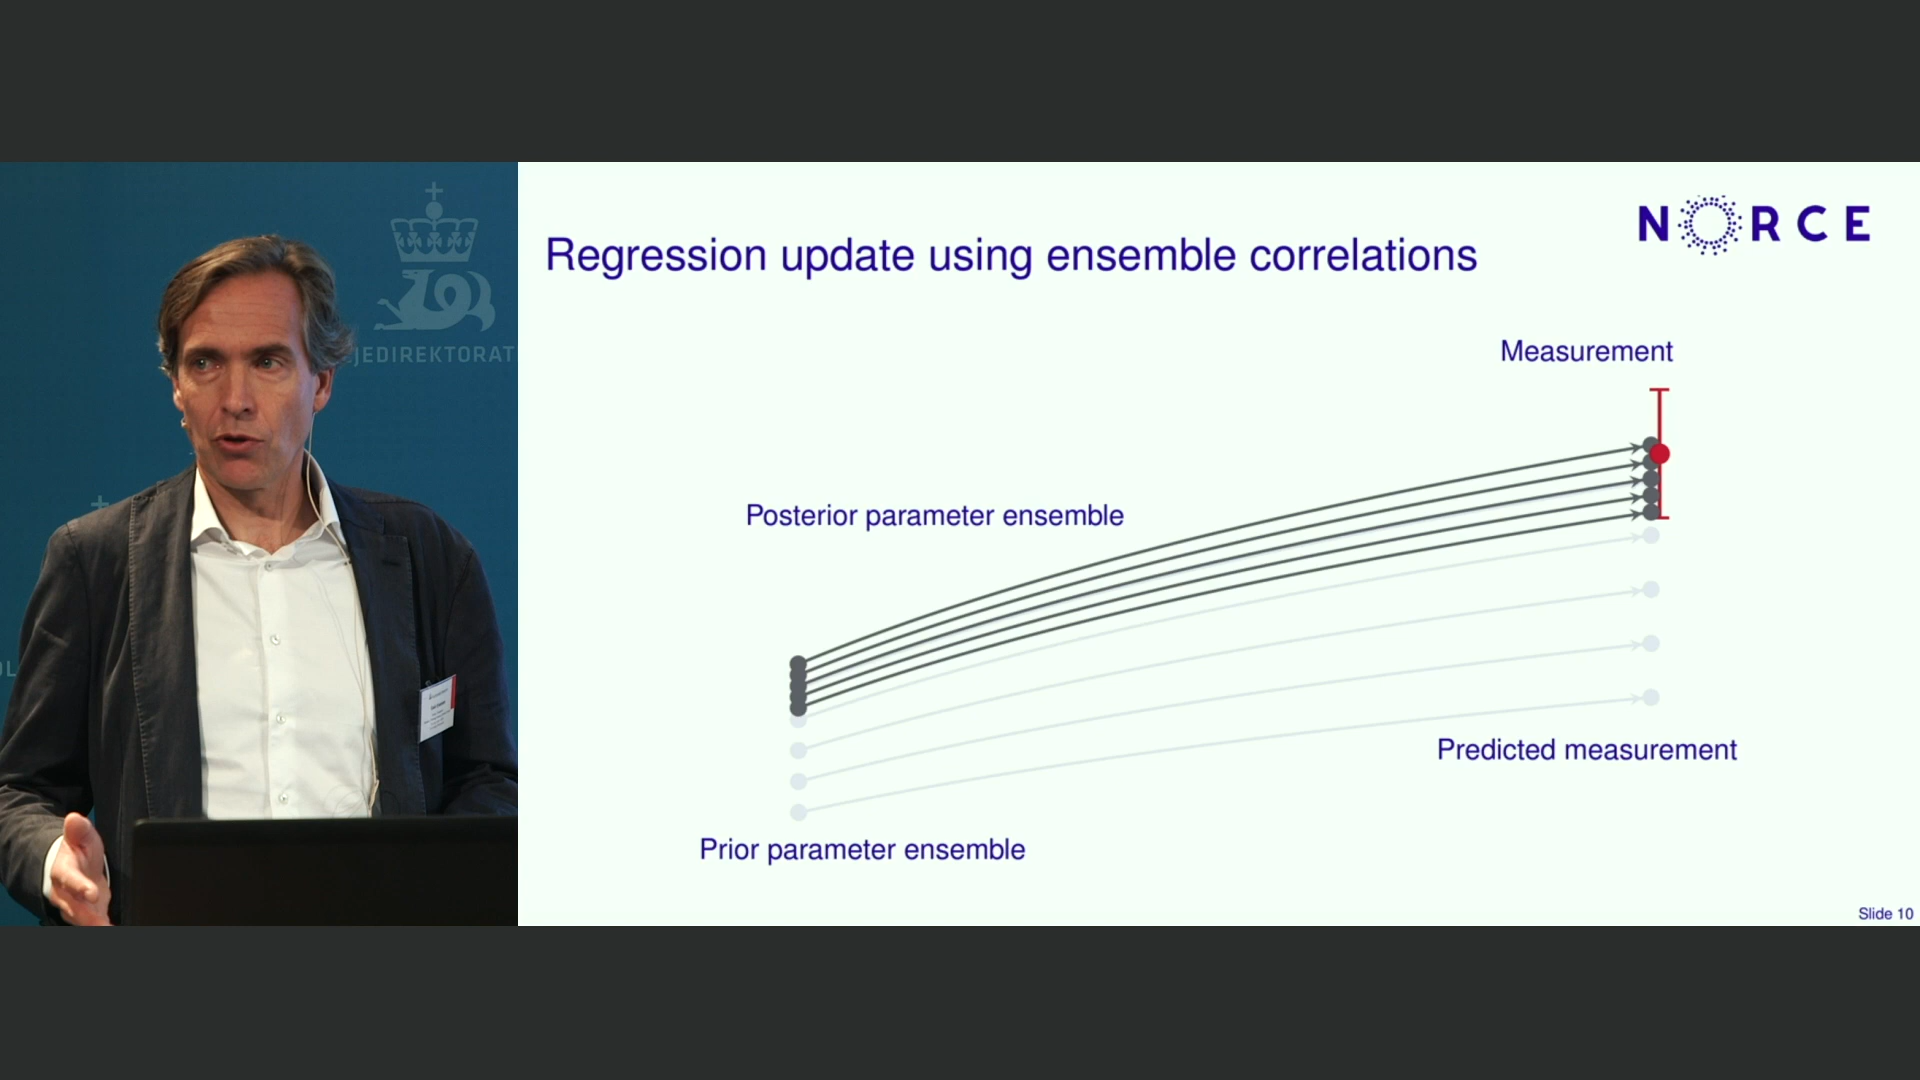 JEDIREKTORAT
Regression update using ensemble correlations
NORCE
Measurement
Posterior parameter ensemble
Predicted measurement
Prior parameter ensemble
Slide 10